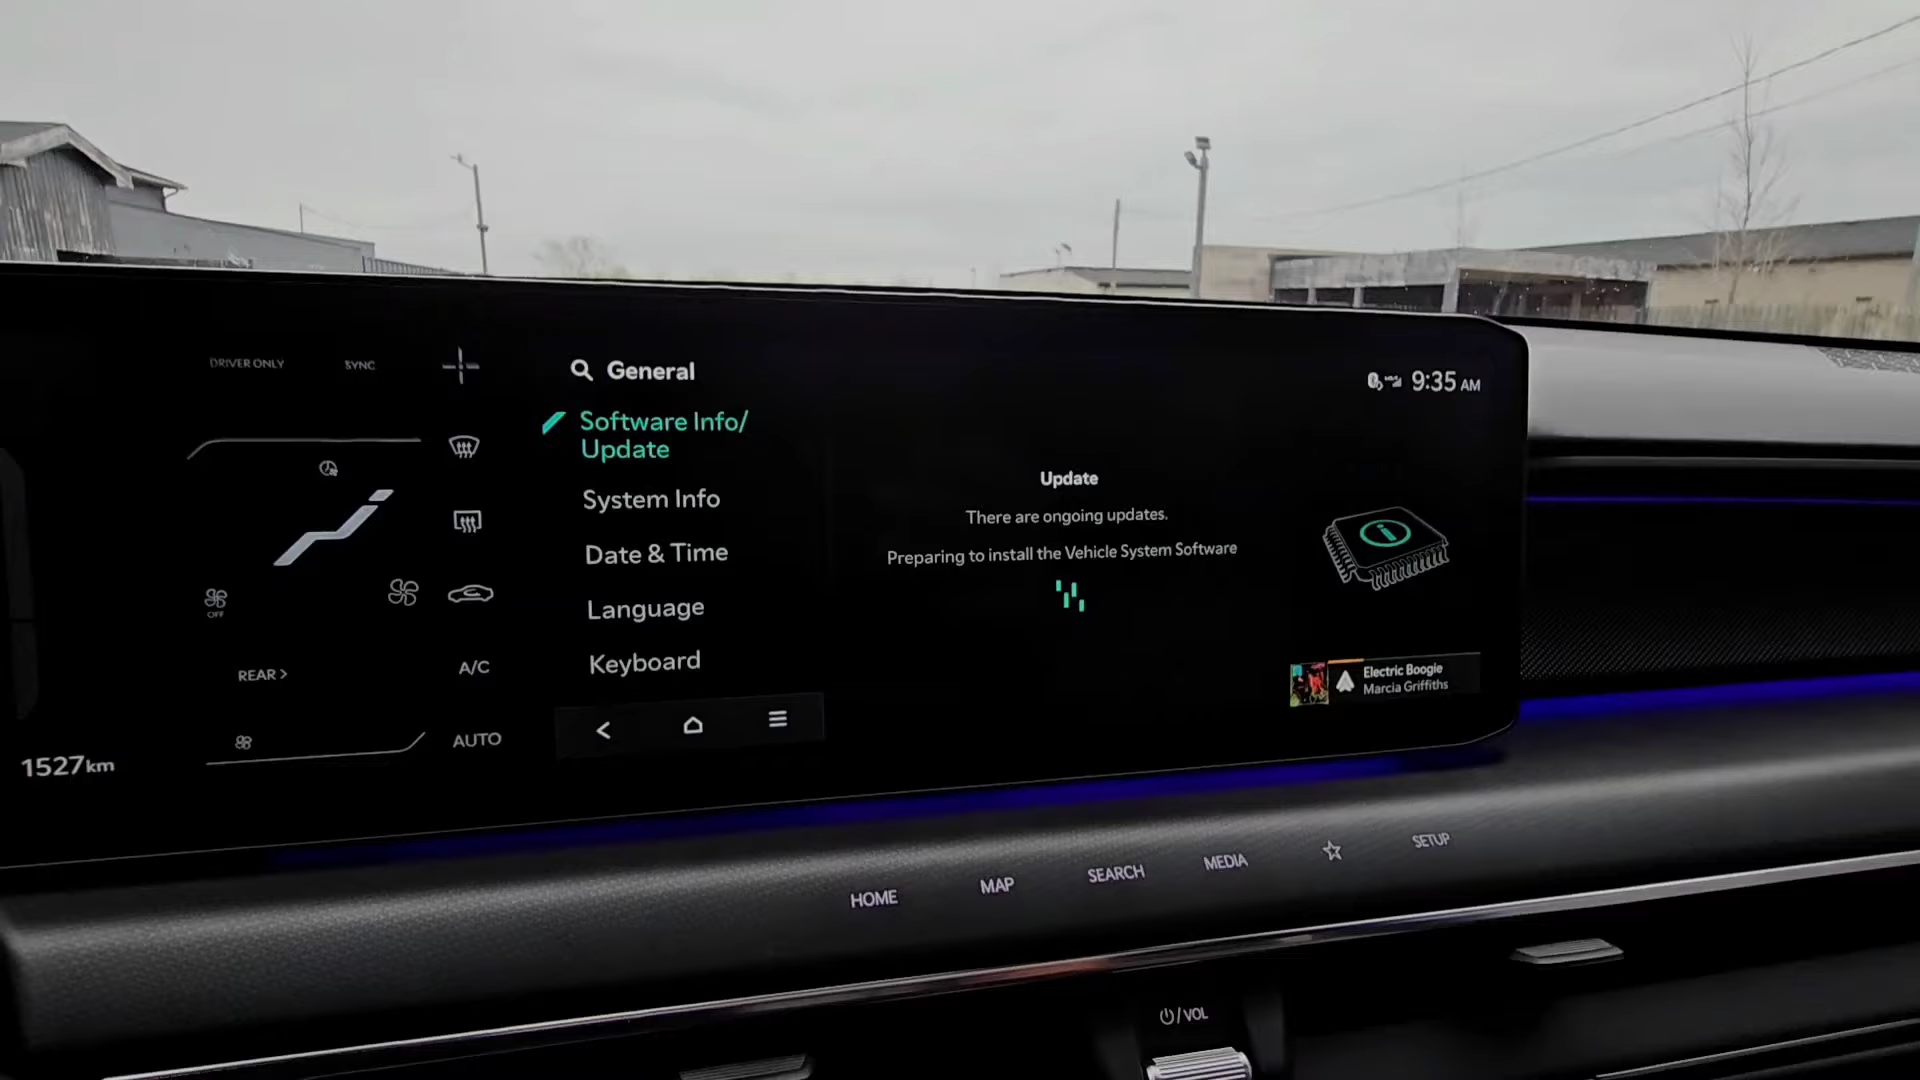 DRIVER ONLY
SYNC
OFF
REAR >
A/C
AUTO
1527km
General
9:35 AM
Software Info/
Update
System Info
Date & Time
Language
Keyboard
Update
There are ongoing updates.
Preparing to install the Vehicle System Software
i
Electric Boogie
Marcia Griffiths
HOME
MAP
SEARCH
MEDIA
SETUP
/VOL